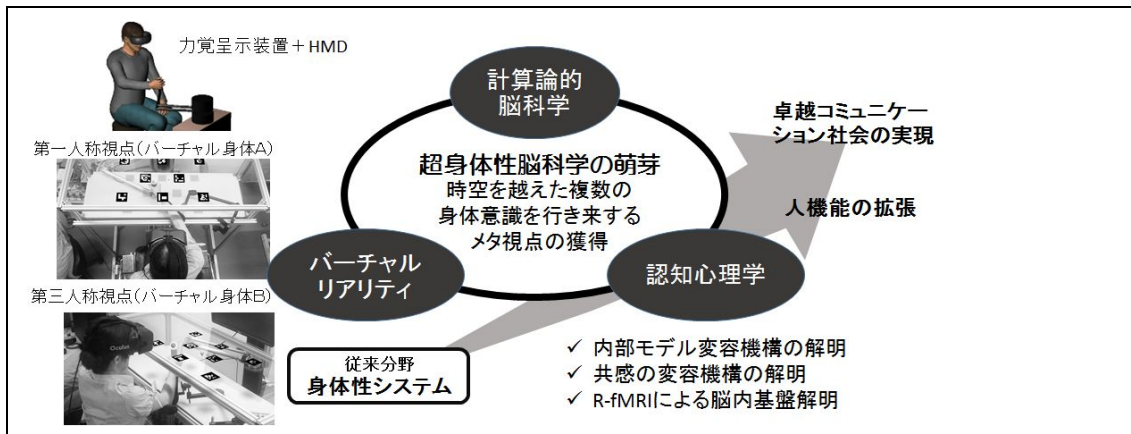 力覚呈示装置＋HMD
第一人称視点(バーチャル身体A)
第三人称視点(バーチャル身体B)
Oculus
計算論的
脳科学
超身体性脳科学の萌芽
時空を越えた複数の
身体意識を行き来する
メタ視点の獲得
バーチャル
リアリティ
認知心理学
従来分野
身体性システム
卓越コミュニケー
ション社会の実現
人機能の拡張
✓ 内部モデル変容機構の解明
✓ 共感の変容機構の解明
✓ R-fMRIによる脳内基盤解明